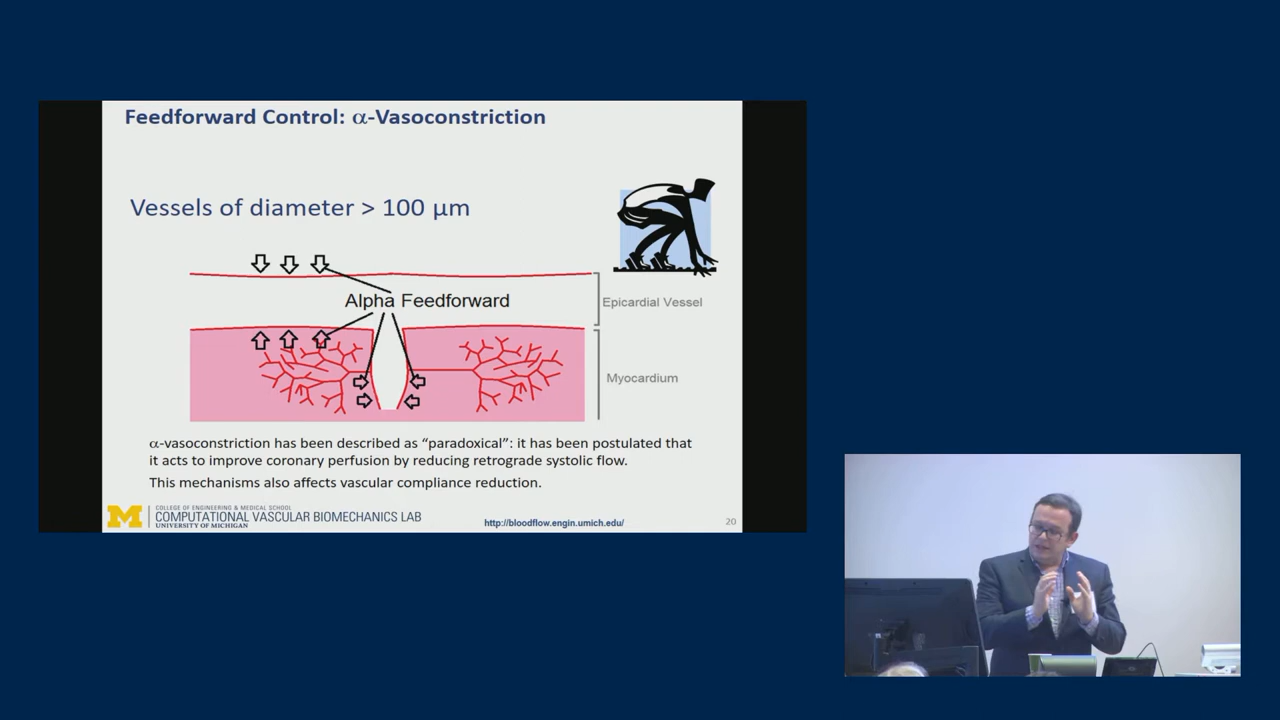 Feedforward Control: α-Vasoconstriction
Vessels of diameter > 100 μm
Alpha Feedforward
Epicardial Vessel
Myocardium
α-vasoconstriction has been described as “paradoxical”: it has been postulated that
it acts to improve coronary perfusion by reducing retrograde systolic flow.
This mechanisms also affects vascular compliance reduction.
M
COLLEGE OF ENGINEERING & MEDICAL SCHOOL
COMPUTATIONAL VASCULAR BIOMECHANICS LAB
UNIVERSITY OF MICHIGAN
http://bloodflow.engin.umich.edu/
20